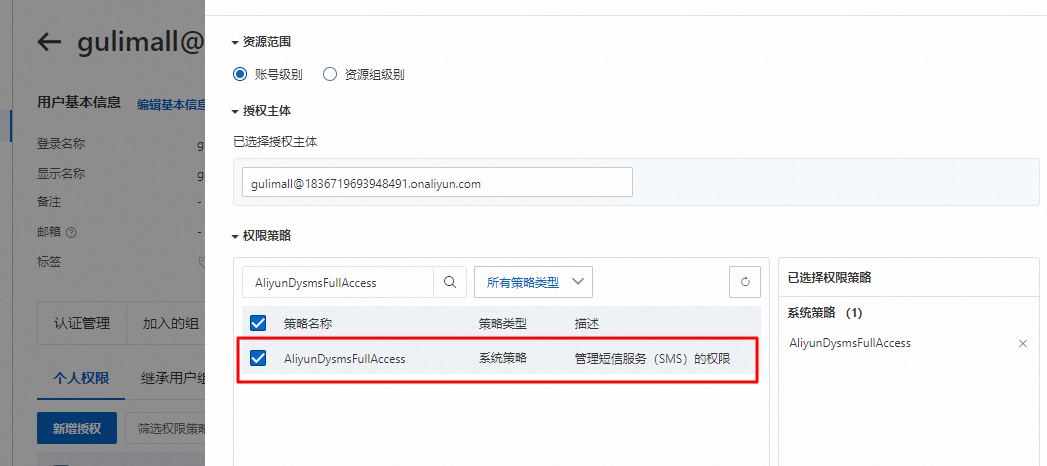 gulimall@
用户基本信息 编辑基本信息
登录名称
显示名称
备注 -
邮箱 -
标签
认证管理 加入的组
个人权限 继承用户组
新增授权 筛选权限策略
资源范围
账号级别 资源组级别
授权主体
已选择授权主体
gulimall@1836719693948491.onaliyun.com
权限策略
AliyunDysmsFullAccess 所有策略类型
策略名称 策略类型 描述
AliyunDysmsFullAccess 系统策略 管理短信服务（SMS）的权限
已选择权限策略
系统策略 （1）
AliyunDysmsFullAccess ×